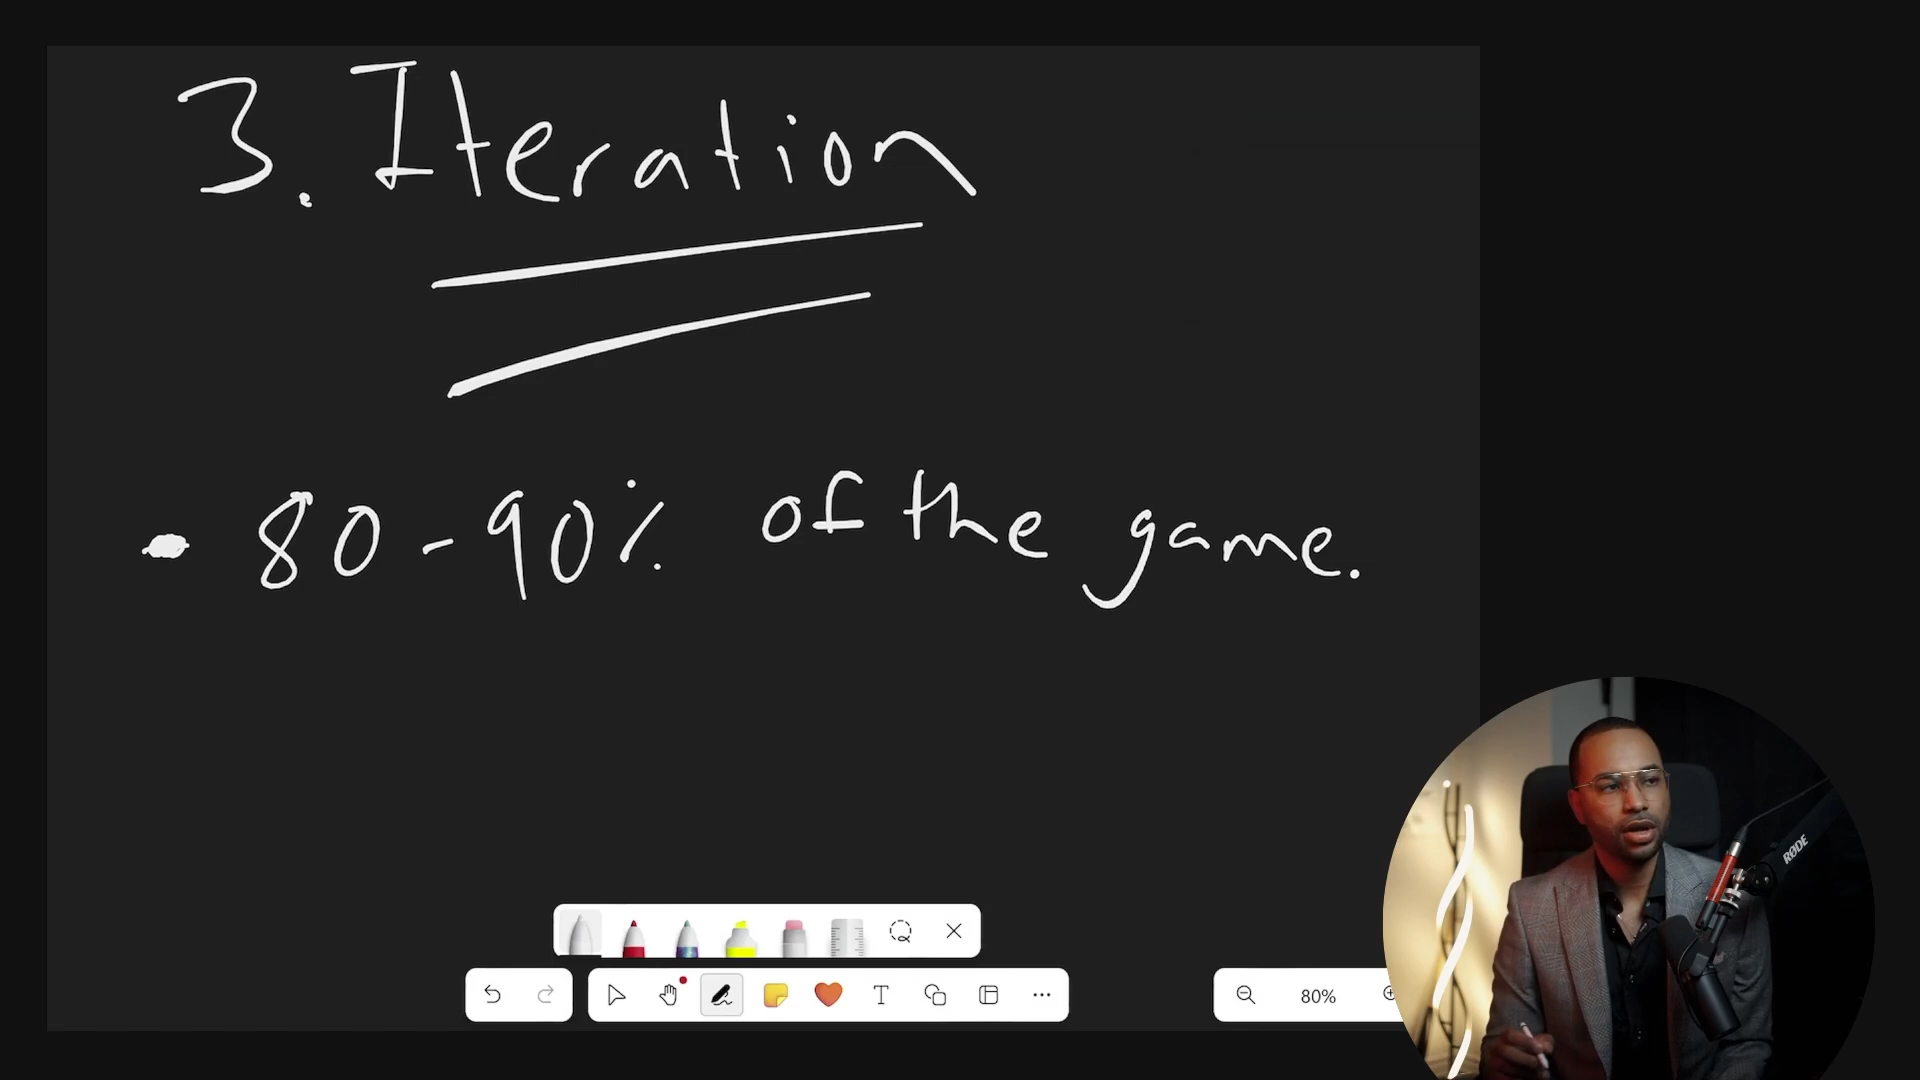 3. Iteration
80-90% of the game.
80%
RØDE